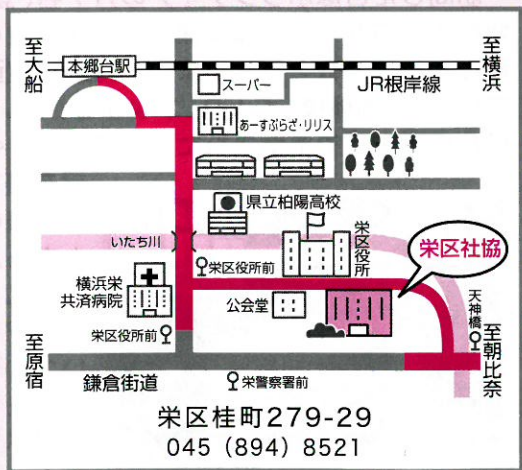 至大船
本郷台駅
スーパー
JR根岸線
至横浜
あーすぷらざ・リリス
県立柏陽高校
いたち川
栄区役所前
栄区役所
栄区社協
横浜栄
共済病院
公会堂
天神橋
栄区役所前
至原宿
鎌倉街道
栄警察署前
至朝比奈
栄区桂町279-29
045（894）8521